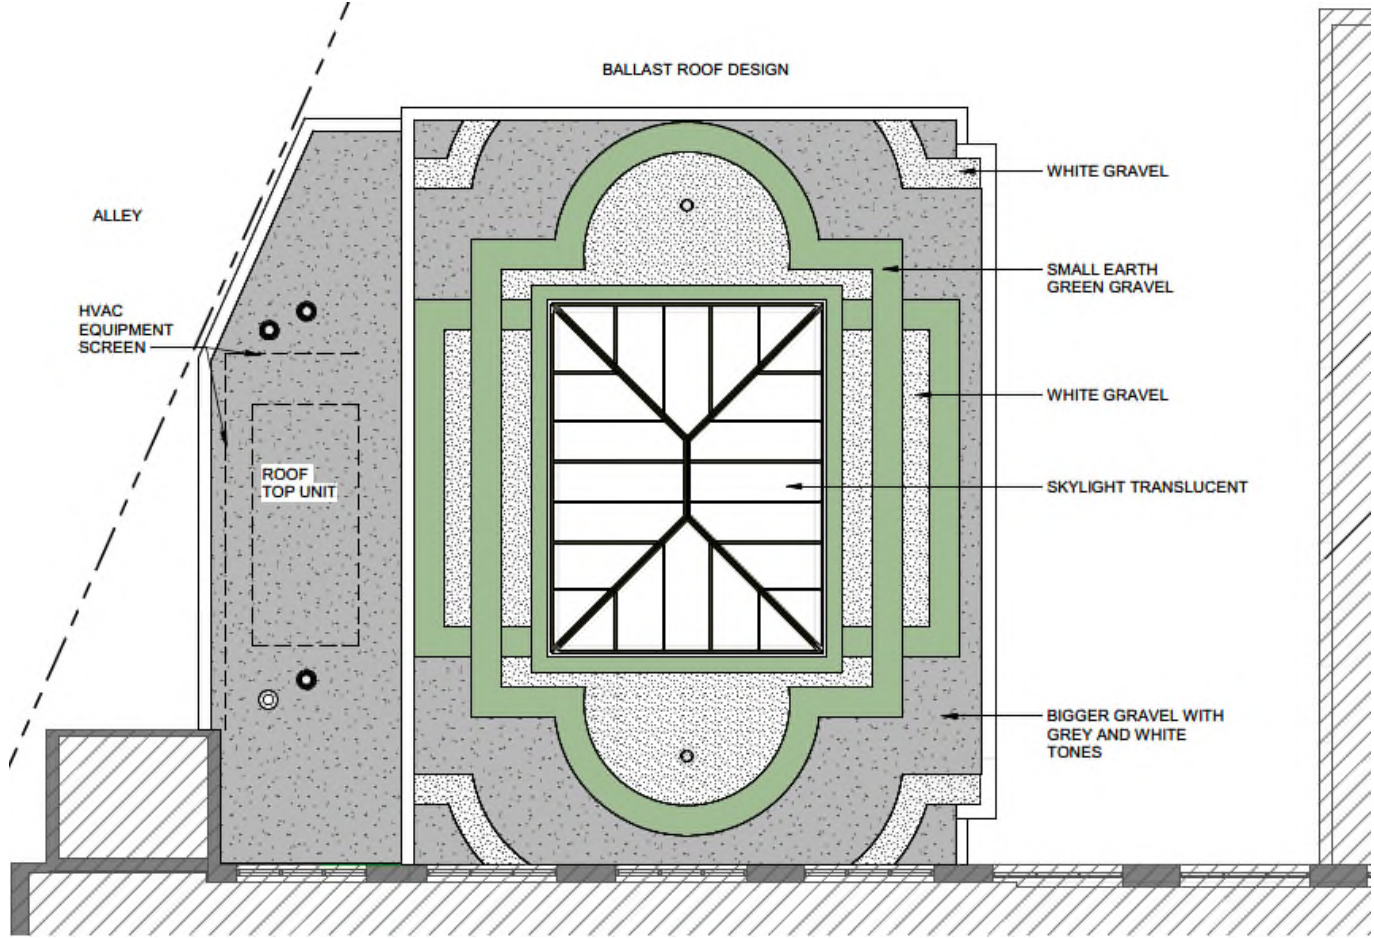 BALLAST ROOF DESIGN
WHITE GRAVEL
ALLEY
SMALL EARTH
GREEN GRAVEL
HVAC
EQUIPMENT
SCREEN
WHITE GRAVEL
ROOF
TOP UNIT
SKYLIGHT TRANSLUCENT
BIGGER GRAVEL WITH
GREY AND WHITE
TONES